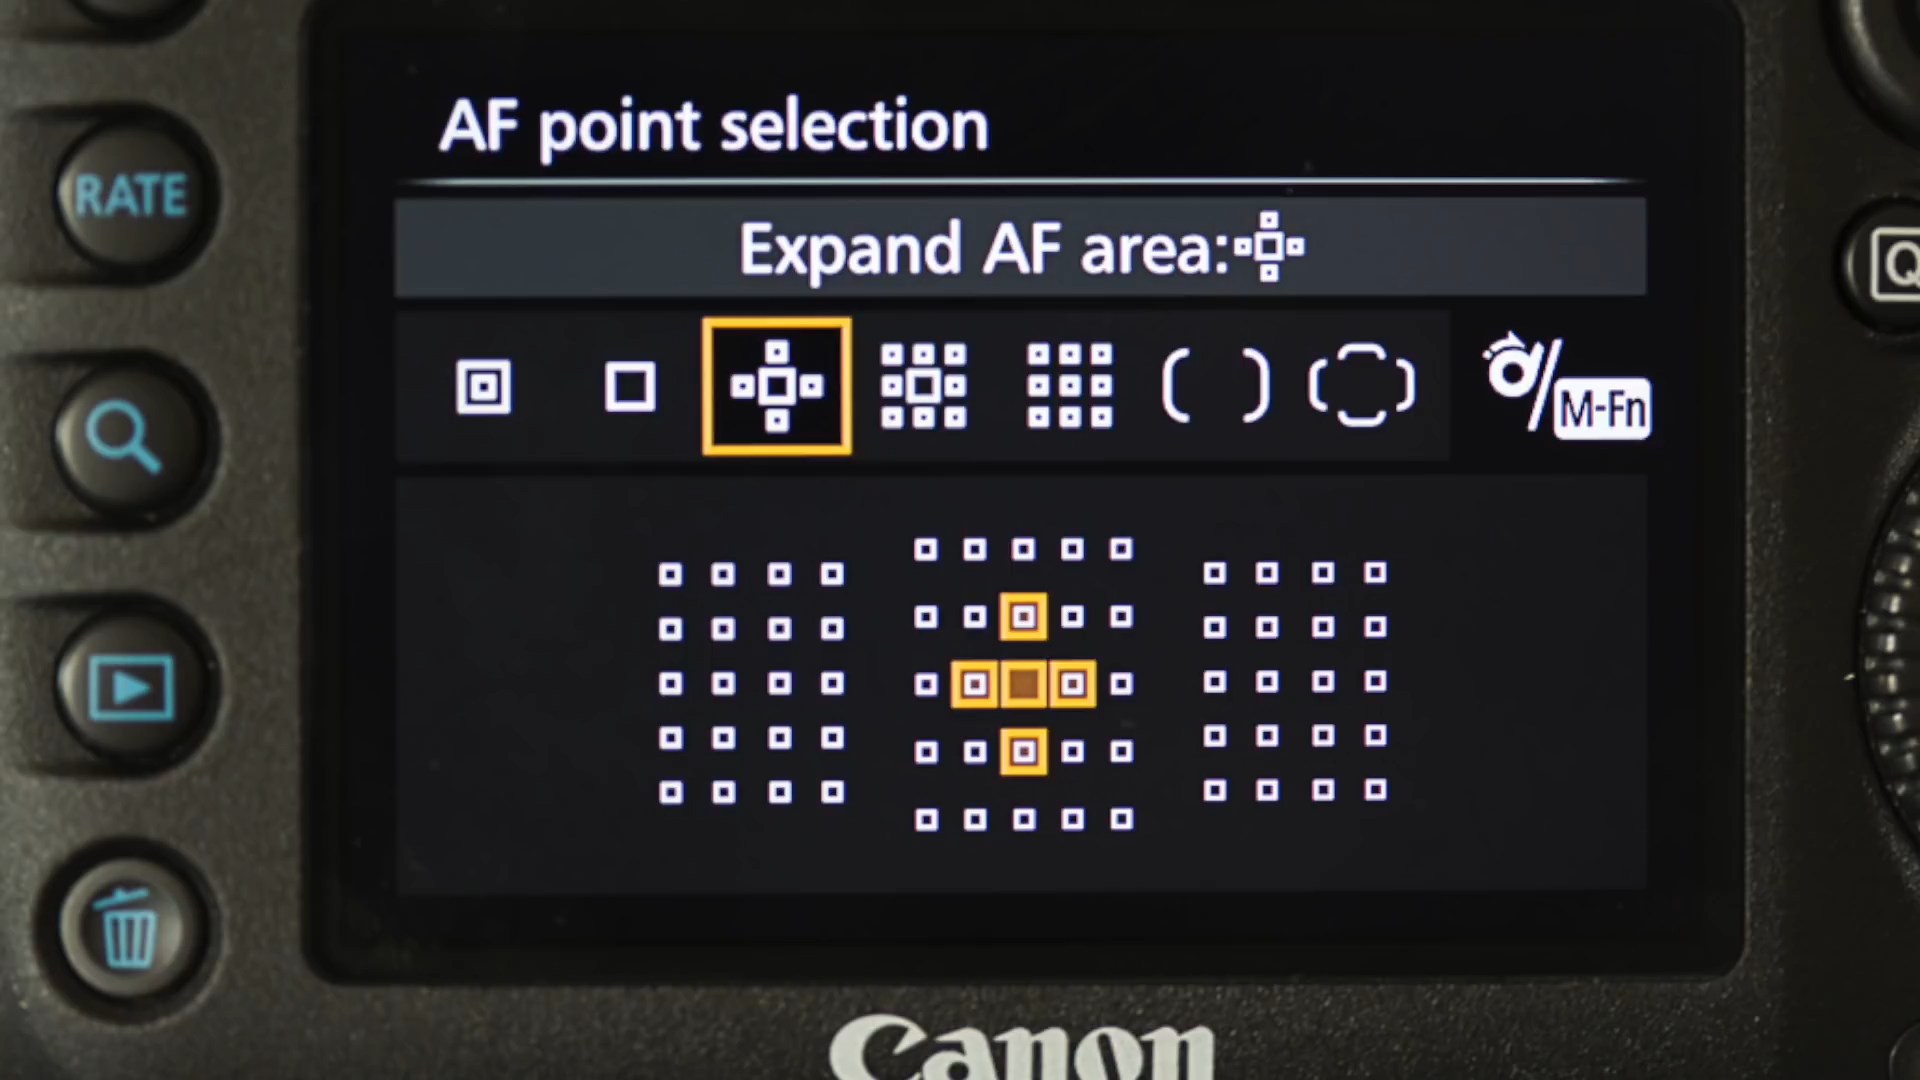 AF point selection
RATE
Expand AF area:
Q
M-Fn
Canon